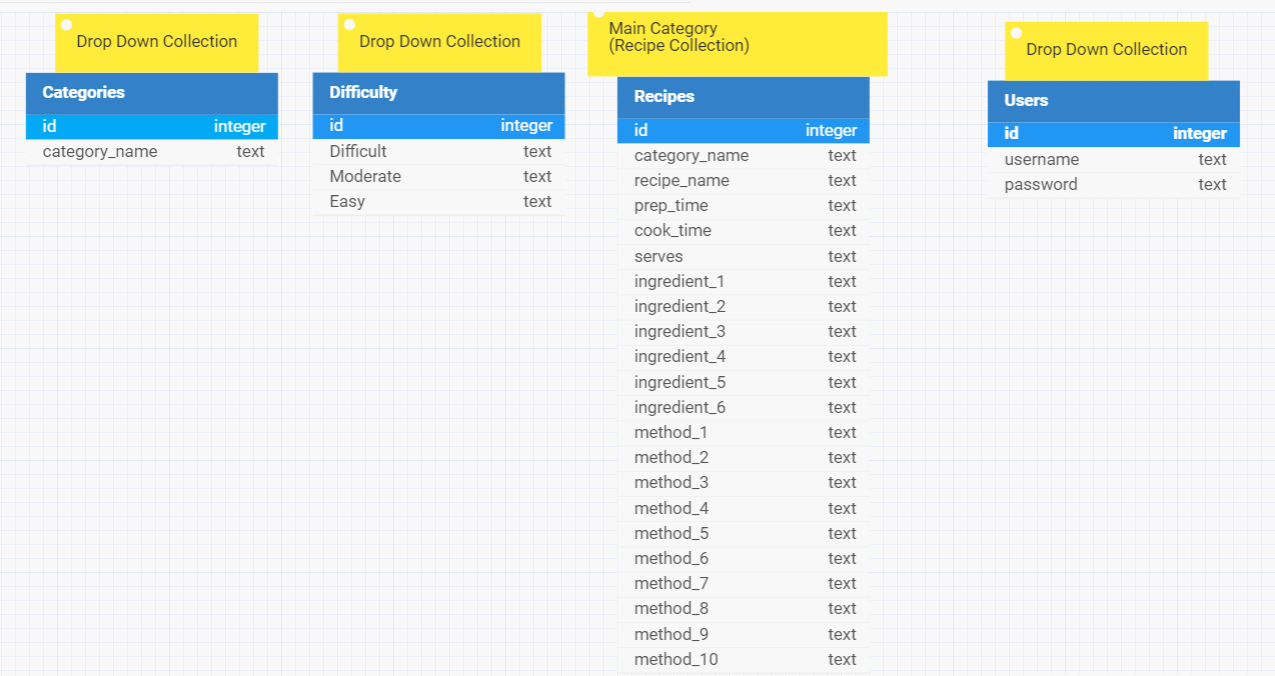 Drop Down Collection
Categories
id integer
category_name text
Drop Down Collection
Difficulty
id integer
Difficult text
Moderate text
Easy text
Main Category
(Recipe Collection)
Recipes
id integer
category_name text
recipe_name text
prep_time text
cook_time text
serves text
ingredient_1 text
ingredient_2 text
ingredient_3 text
ingredient_4 text
ingredient_5 text
ingredient_6 text
method_1 text
method_2 text
method_3 text
method_4 text
method_5 text
method_6 text
method_7 text
method_8 text
method_9 text
method_10 text
Drop Down Collection
Users
id integer
username text
password text